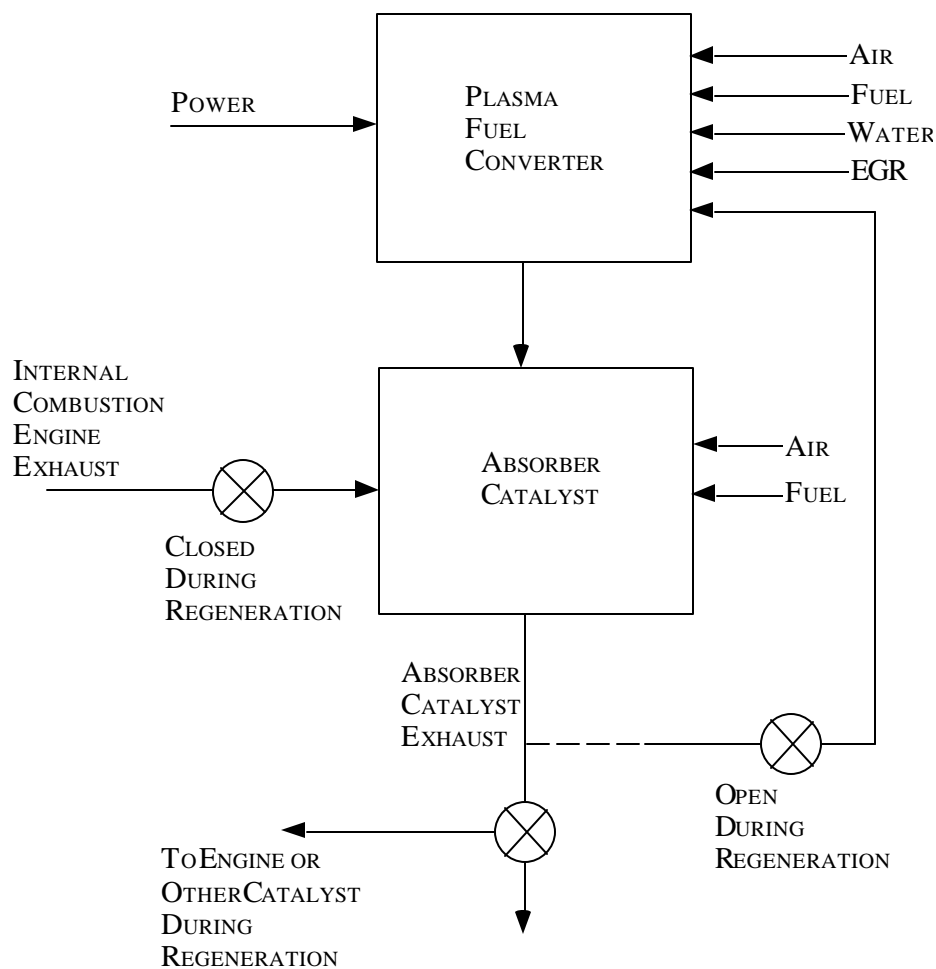 AIR
POWER
PLASMA
FUEL
CONVERTER
FUEL
WATER
EGR
INTERNAL
COMBUSTION
ENGINE
EXHAUST
ABSORBER
CATALYST
AIR
FUEL
CLOSED
DURING
REGENERATION
ABSORBER
CATALYST
EXHAUST
OPEN
DURING
REGENERATION
TO ENGINE OR
OTHER CATALYST
DURING
REGENERATION